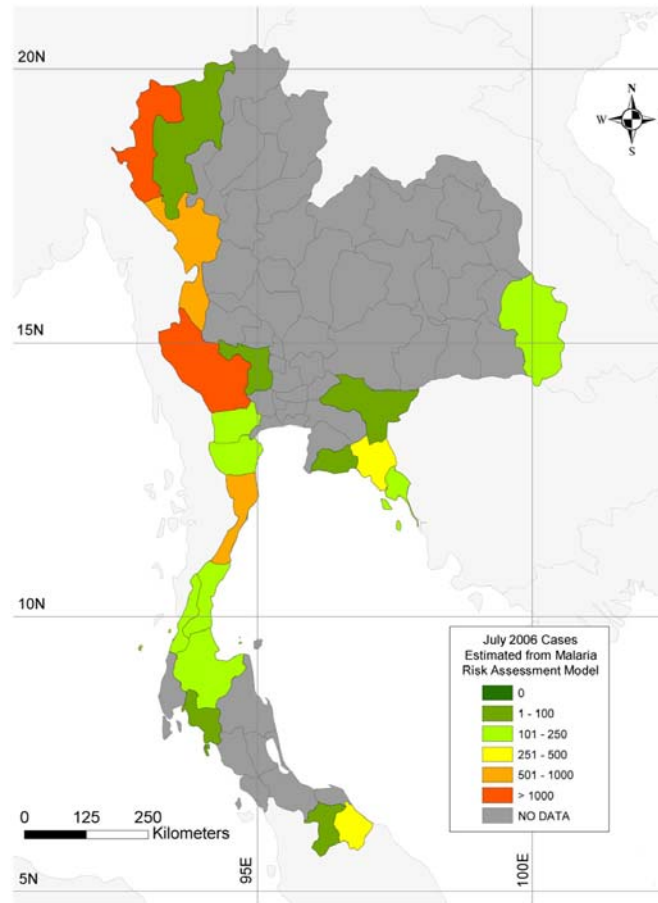 20N
N
W
E
S
15N
10N
July 2006 Cases
Estimated from Malaria
Risk Assessment Model
0
1 - 100
101 - 250
251 - 500
501 - 1000
> 1000
NO DATA
0 125 250
Kilometers
95E
100E
5N